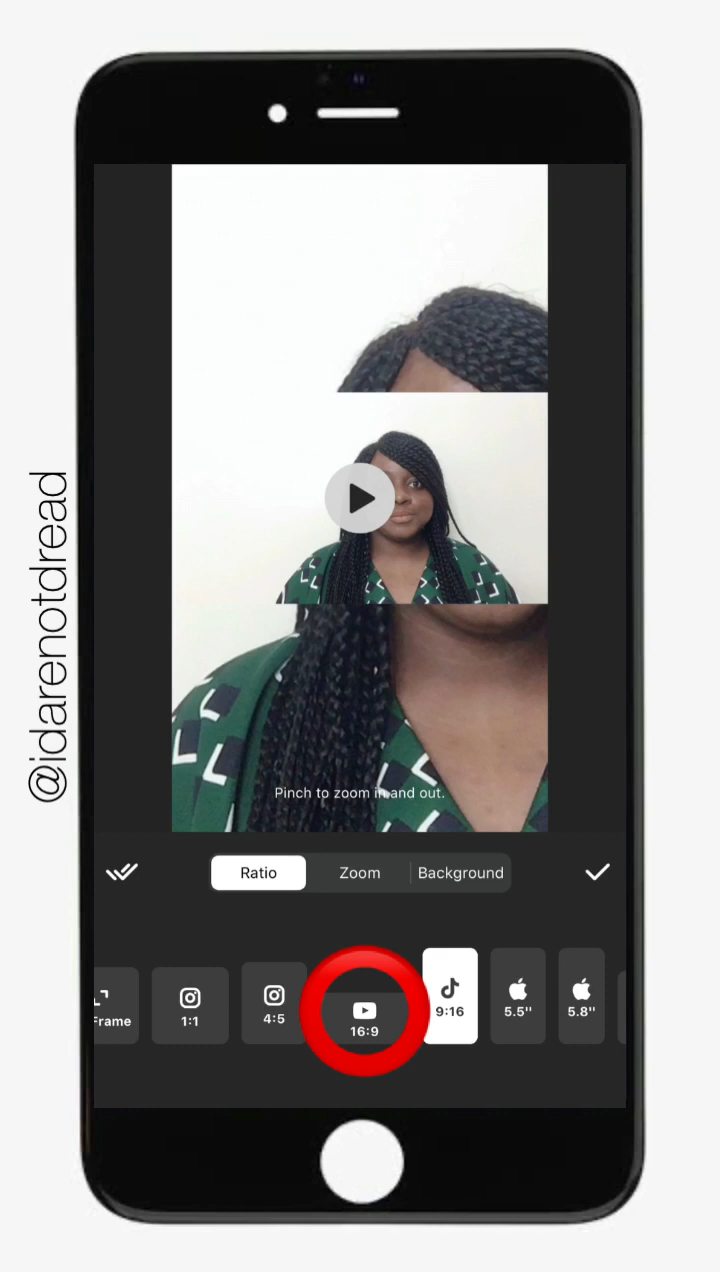 @idarenotdread
Pinch to zoom in and out.
Ratio Zoom Background
Frame 1:1 4:5 16:9 9:16 5.5'' 5.8''